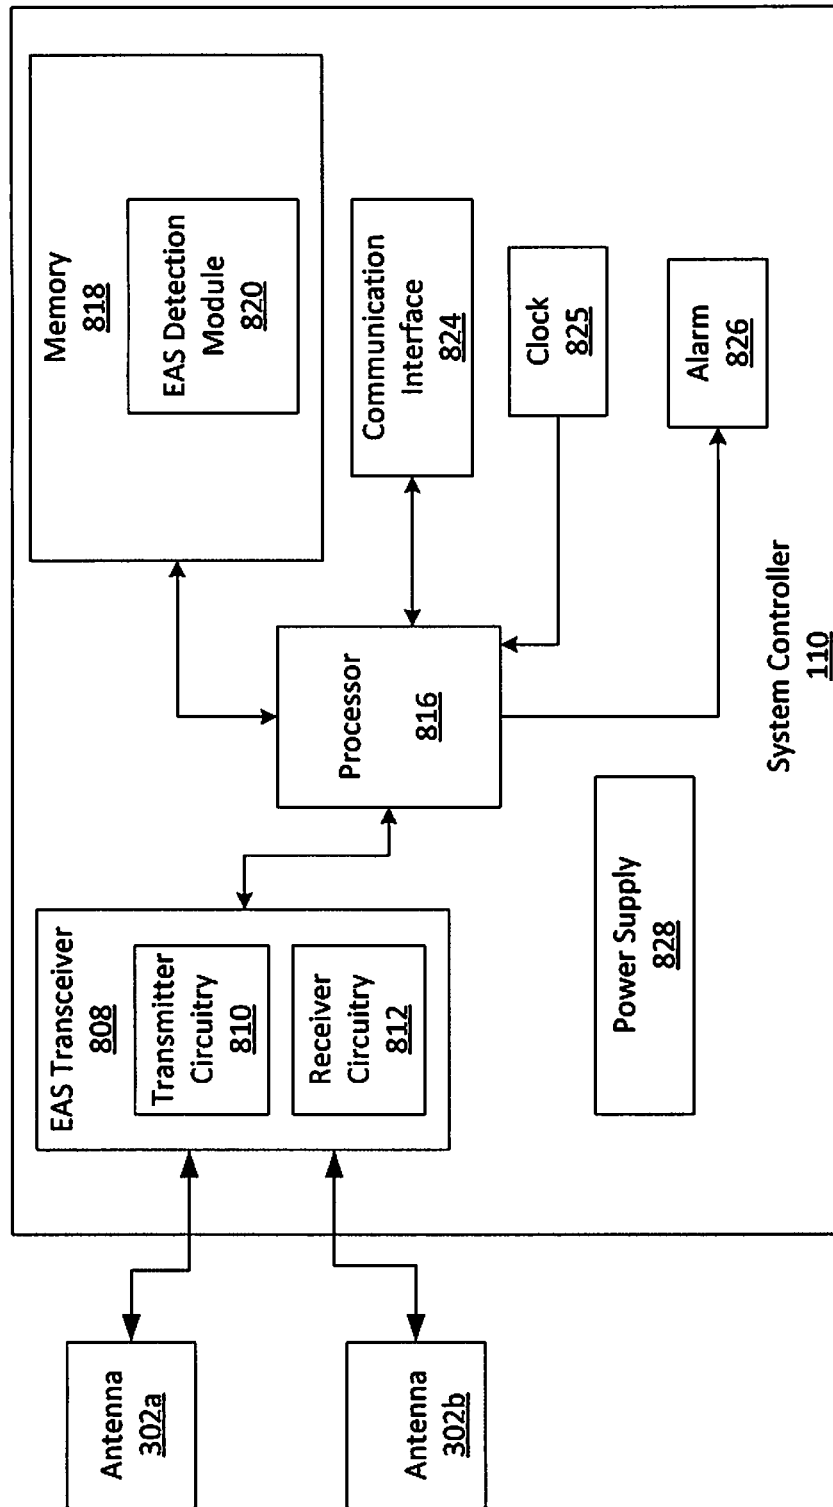 Antenna
302a
Antenna
302b
EAS Transceiver
808
Transmitter
Circuitry
810
Receiver
Circuitry
812
Processor
816
Memory
818
EAS Detection
Module
820
Communication
Interface
824
Clock
825
Alarm
826
Power Supply
828
System Controller
110